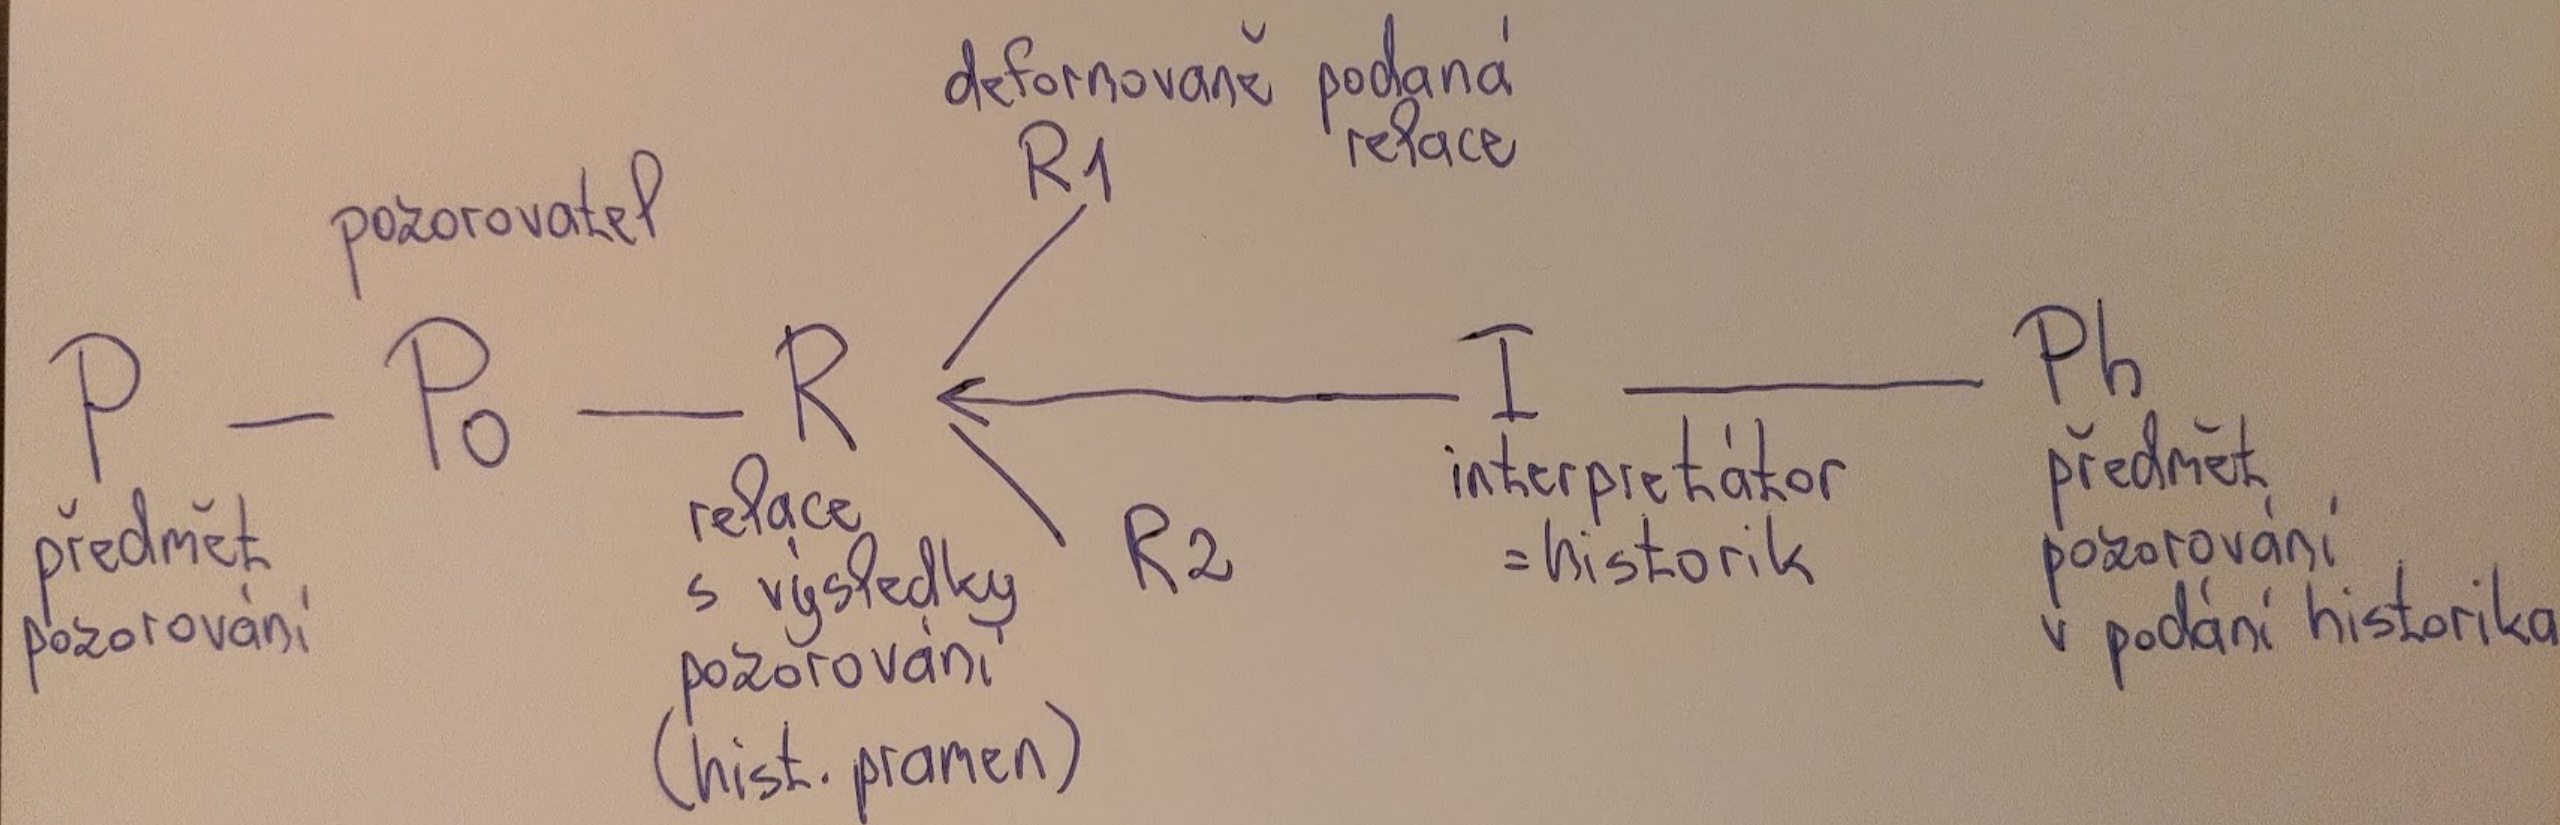 deformovaně podaná
relace
R1
pozorovatel
P – Po — R ← I — Ph
předmět
pozorování
relace
s výsledky
pozorování
(hist. pramen)
R2
interpretátor
=historik
předmět
pozorování
v podání historika